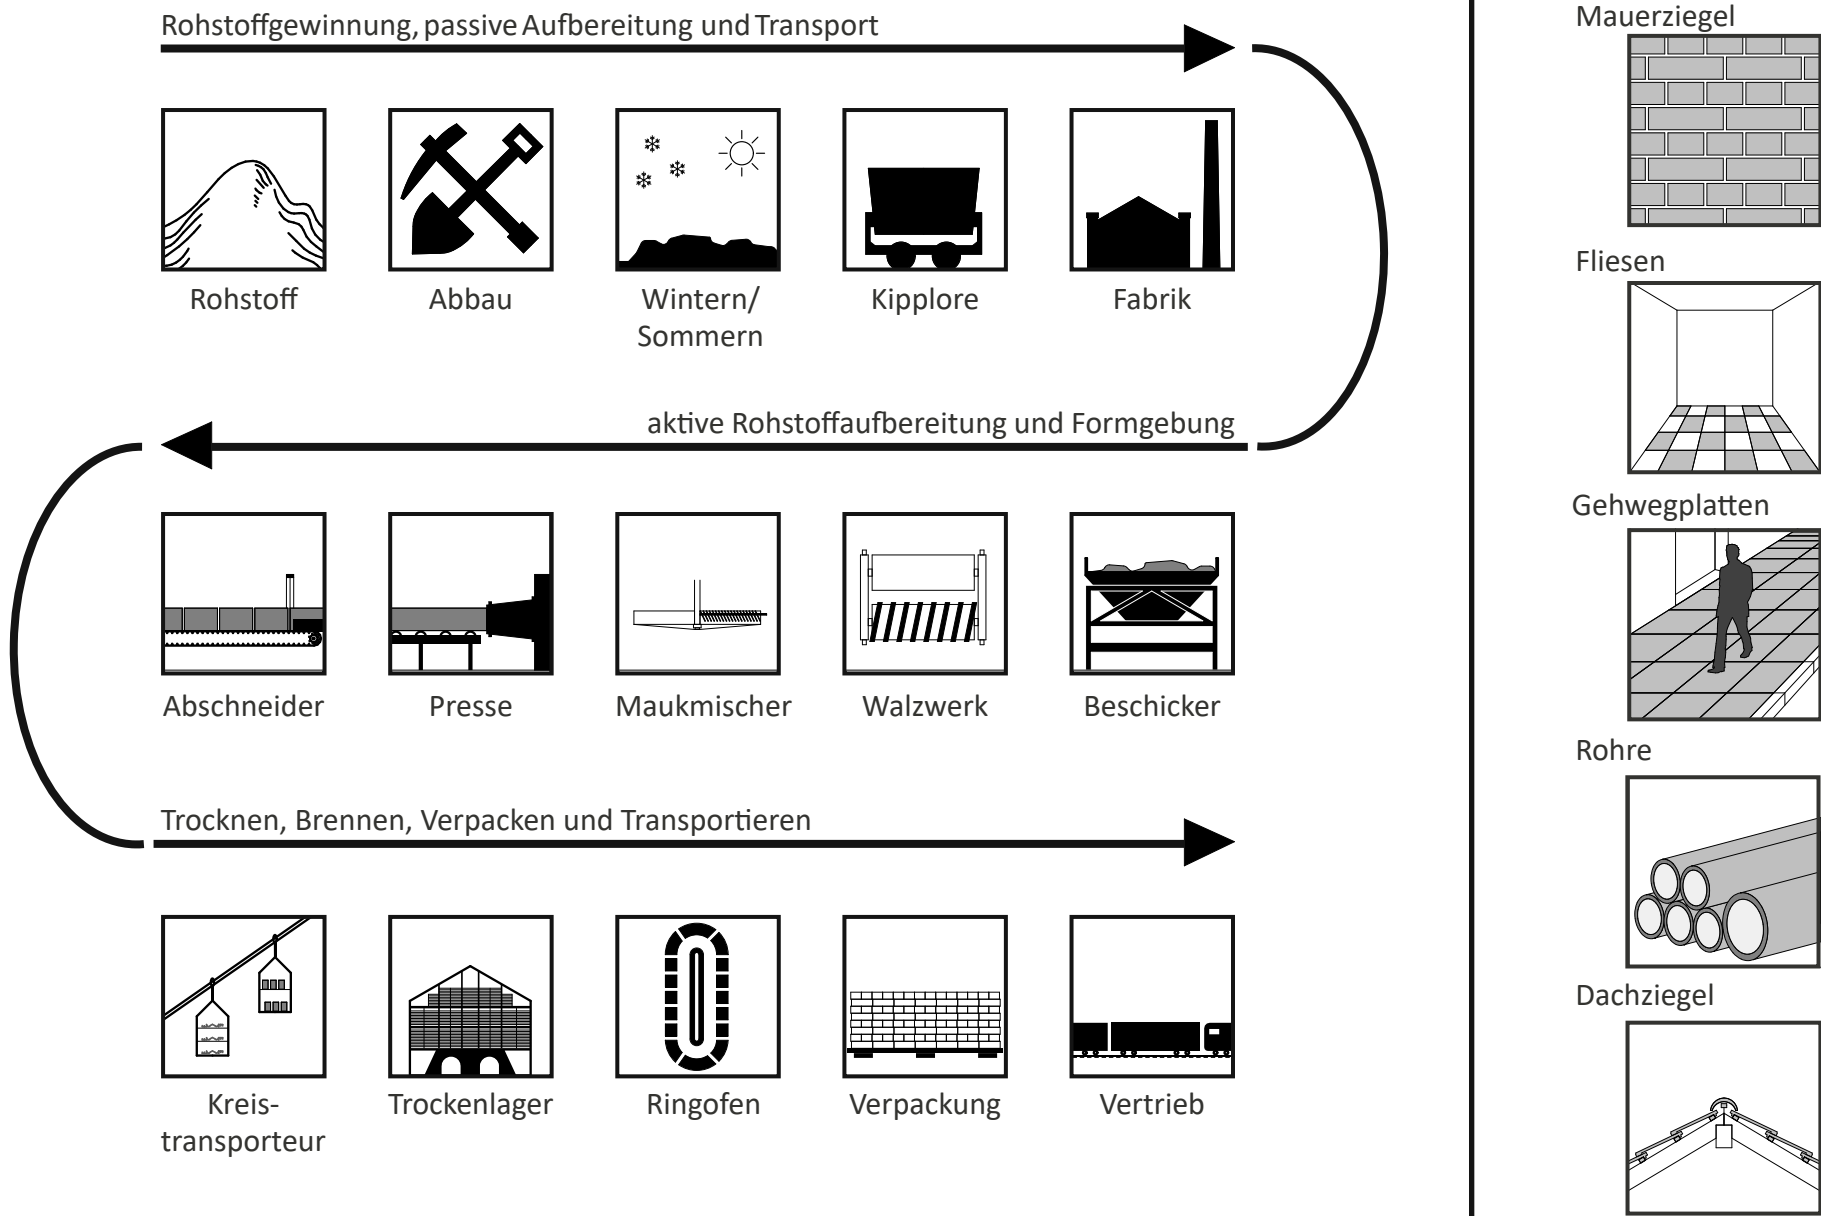 Rohstoffgewinnung, passive Aufbereitung und Transport
Rohstoff
Abbau
Wintern/
Sommern
Kipplore
Fabrik
aktive Rohstoffaufbereitung und Formgebung
Abschneider
Presse
Maukmischer
Walzwerk
Beschicker
Trocknen, Brennen, Verpacken und Transportieren
Kreis-
transporteur
Trockenlager
Ringofen
Verpackung
Vertrieb
Mauerziegel
Fliesen
Gehwegplatten
Rohre
Dachziegel